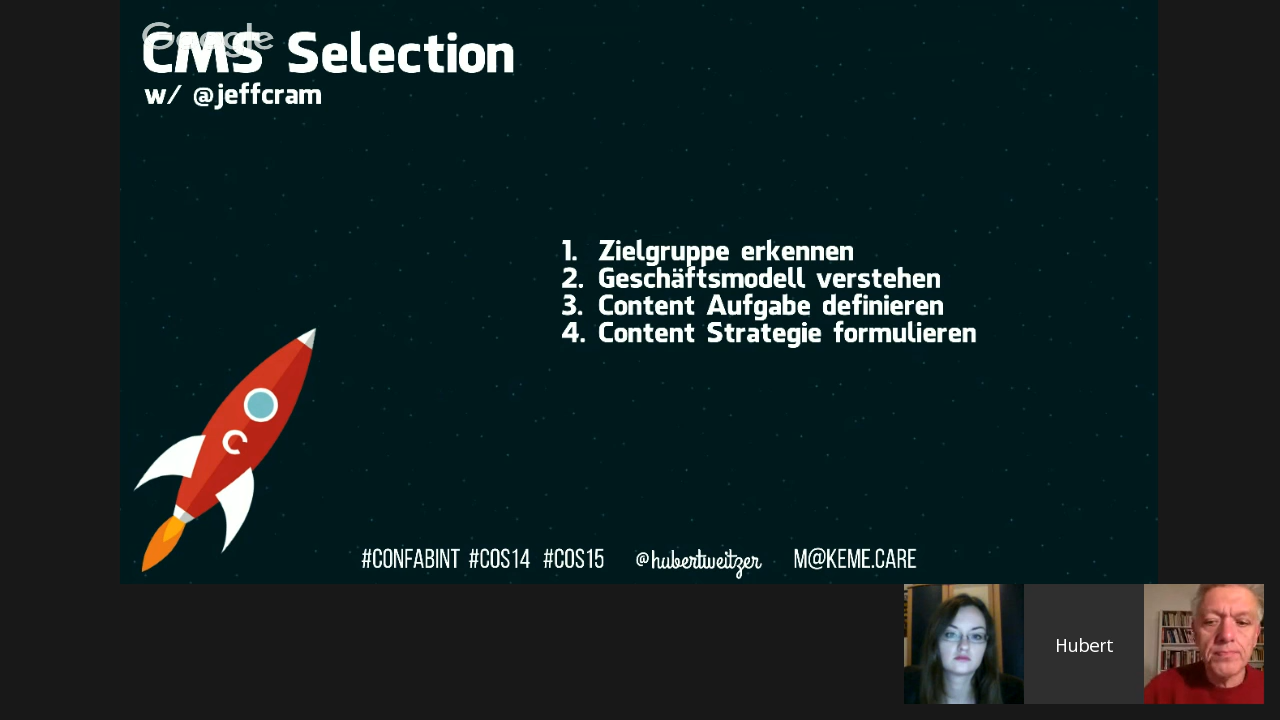 Google
CMS Selection
w/ @jeffcram
1. Zielgruppe erkennen
2. Geschäftsmodell verstehen
3. Content Aufgabe definieren
4. Content Strategie formulieren
C
#CONFABINT #COS14 #COS15 @hubertweitzer M@KEME.CARE
Hubert